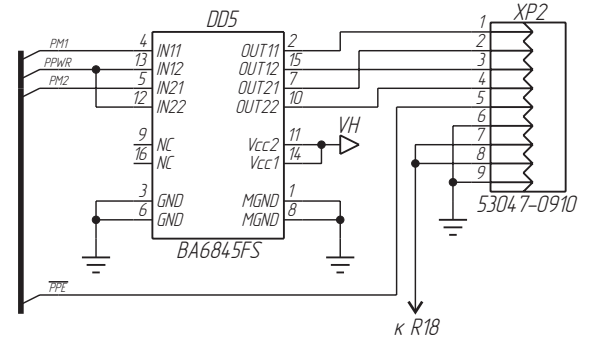 DD5
XP2
PM1 4 IN11 OUT11 2 1
PPWR 13 IN12 OUT12 15 2
PM2 5 IN21 OUT21 7 3
12 IN22 OUT22 10 4
5
9 NC Vcc2 11 VH 6
16 NC Vcc1 14 7
8
3 GND MGND 1 9
6 GND MGND 8
53047-0910
BA6845FS
PPE
к R18